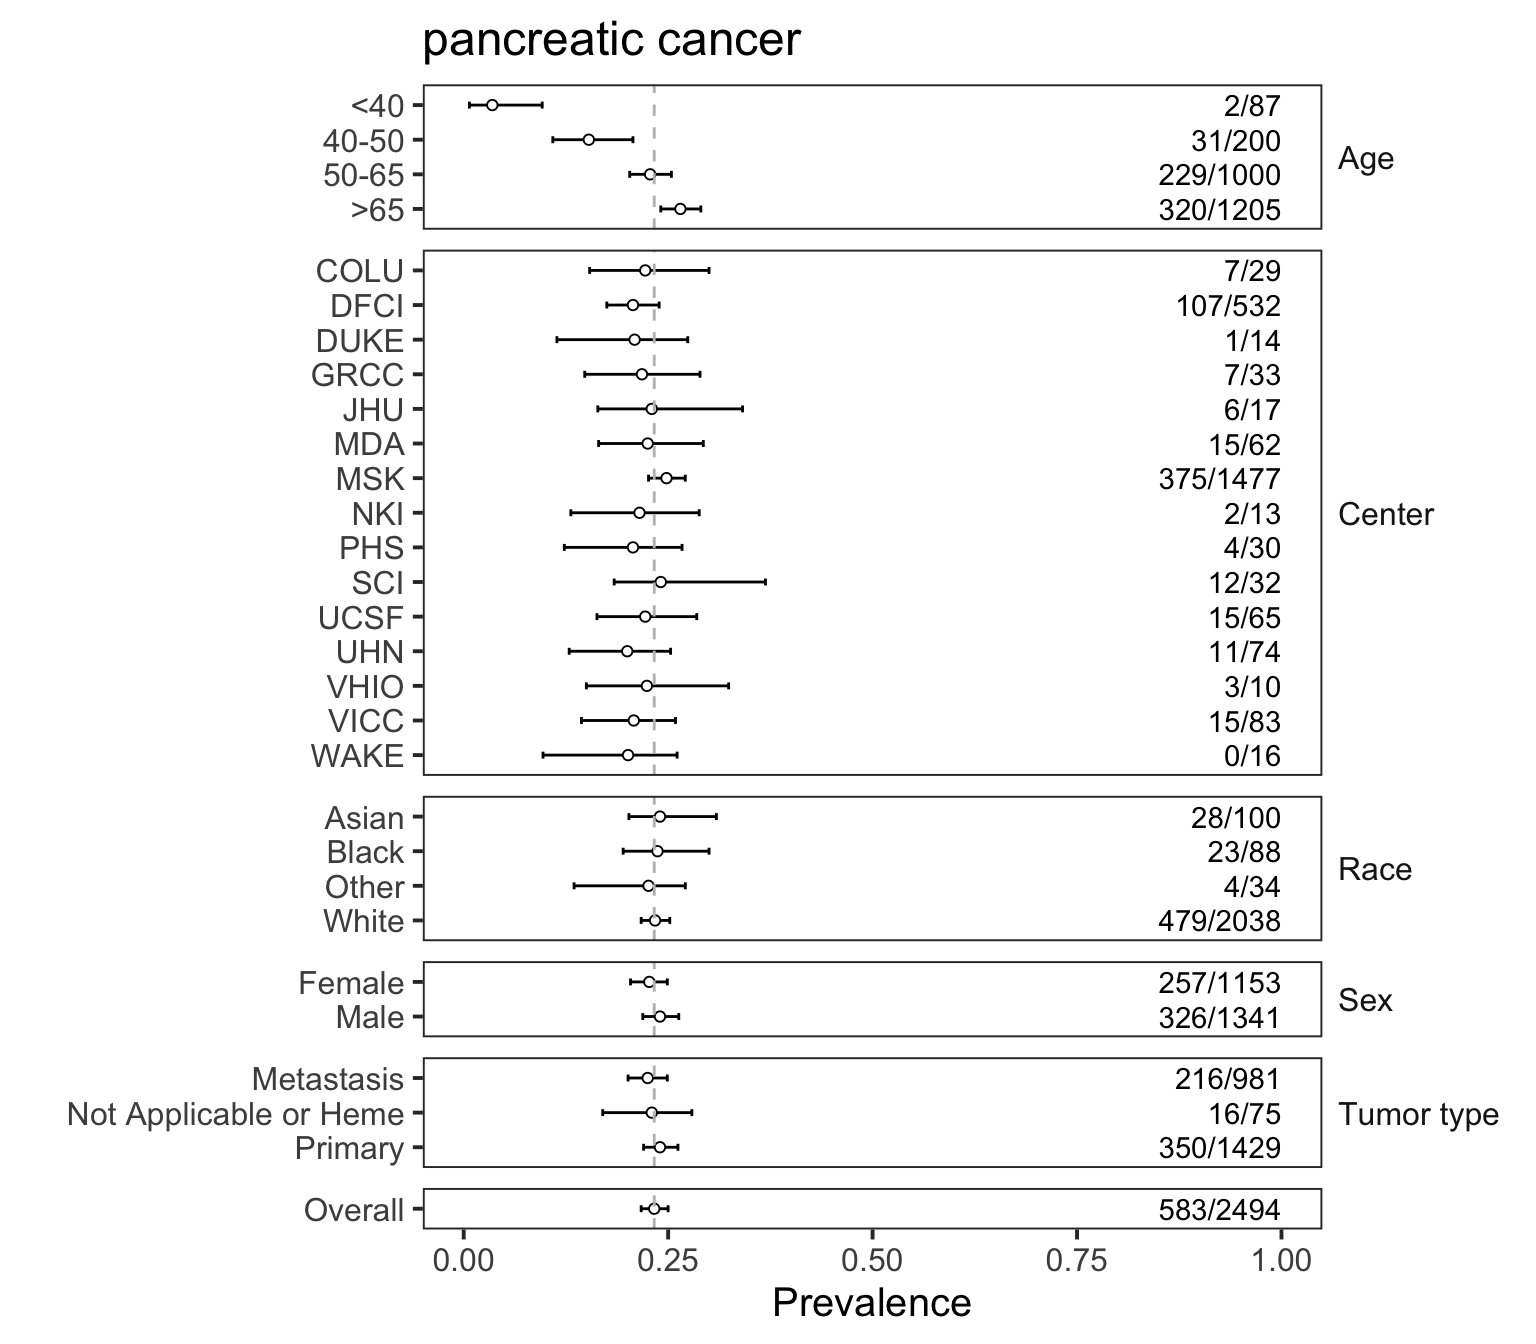 pancreatic cancer
<40 2/87
40-50 31/200
50-65 229/1000
>65 320/1205
Age
COLU 7/29
DFCI 107/532
DUKE 1/14
GRCC 7/33
JHU 6/17
MDA 15/62
MSK 375/1477
NKI 2/13
PHS 4/30
SCI 12/32
UCSF 15/65
UHN 11/74
VHIO 3/10
VICC 15/83
WAKE 0/16
Center
Asian 28/100
Black 23/88
Other 4/34
White 479/2038
Race
Female 257/1153
Male 326/1341
Sex
Metastasis 216/981
Not Applicable or Heme 16/75
Primary 350/1429
Tumor type
Overall 583/2494
0.00 0.25 0.50 0.75 1.00
Prevalence